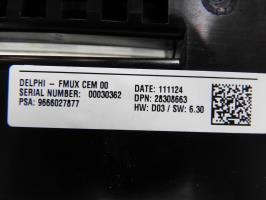 DELPHI - FMUX CEM 00
SERIAL NUMBER: 00030362
PSA: 9666027877
DATE: 111124
DPN: 28308663
HW: D03 / SW: 6.30